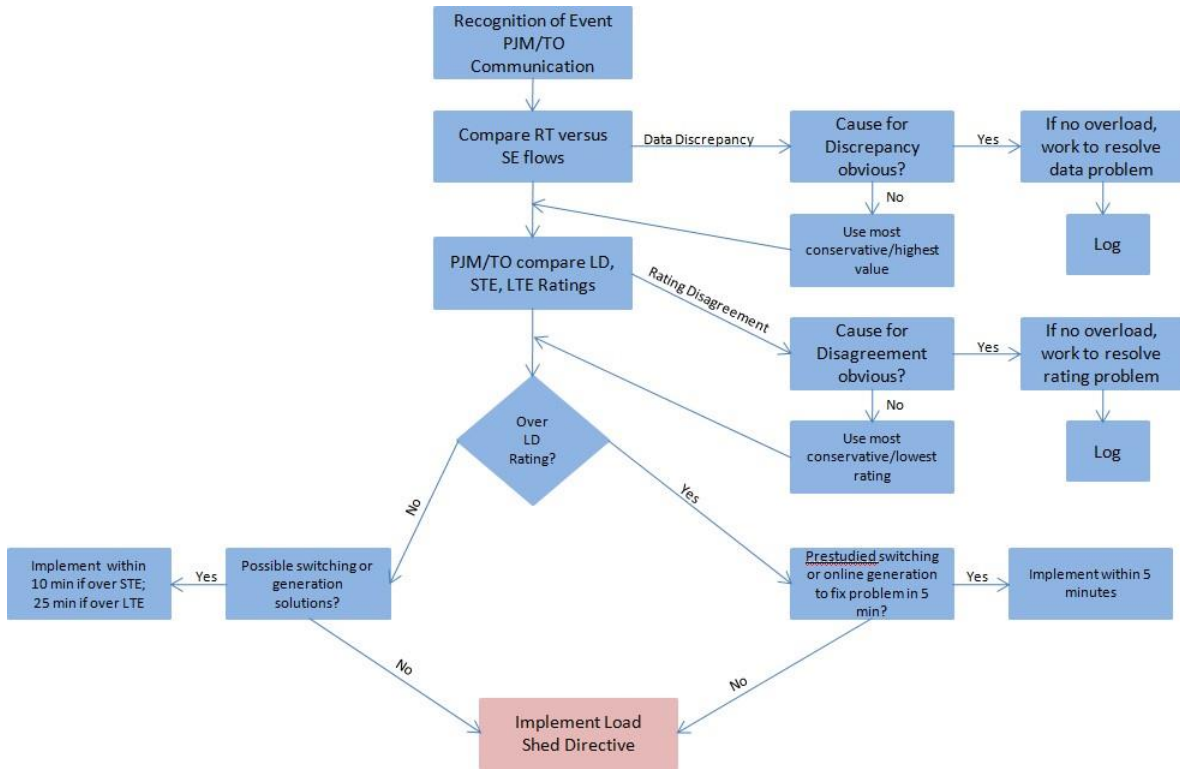 Recognition of Event
PJM/TO
Communication
Compare RT versus
SE flows
Data Discrepancy
Cause for
Discrepancy
obvious?
Yes
If no overload,
work to resolve
data problem
No
Use most
conservative/highest
value
Log
PJM/TO compare LD,
STE, LTE Ratings
Rating Disagreement
Cause for
Disagreement
obvious?
Yes
If no overload,
work to resolve
rating problem
No
Use most
conservative/lowest
rating
Log
Over
LD
Rating?
No
Yes
Implement within
10 min if over STE;
25 min if over LTE
Yes
Possible switching or
generation
solutions?
Prestudied switching
or online generation
to fix problem in 5
min?
Yes
Implement within 5
minutes
No
No
Implement Load
Shed Directive